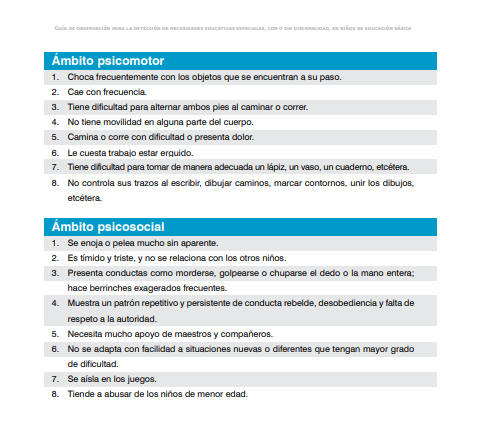 Guía de observación para la detección de necesidades educativas especiales, con o sin discapacidad, en niños de educación básica
Ámbito psicomotor
1. Choca frecuentemente con los objetos que se encuentran a su paso.
2. Cae con frecuencia.
3. Tiene dificultad para alternar ambos pies al caminar o correr.
4. No tiene movilidad en alguna parte del cuerpo.
5. Camina o corre con dificultad o presenta dolor.
6. Le cuesta trabajo estar erguido.
7. Tiene dificultad para tomar de manera adecuada un lápiz, un vaso, un cuaderno, etcétera.
8. No controla sus trazos al escribir, dibujar caminos, marcar contornos, unir los dibujos,
etcétera.
Ámbito psicosocial
1. Se enoja o pelea mucho sin aparente.
2. Es tímido y triste, y no se relaciona con los otros niños.
3. Presenta conductas como morderse, golpearse o chuparse el dedo o la mano entera;
hace berrinches exagerados frecuentes.
4. Muestra un patrón repetitivo y persistente de conducta rebelde, desobediencia y falta de
respeto a la autoridad.
5. Necesita mucho apoyo de maestros y compañeros.
6. No se adapta con facilidad a situaciones nuevas o diferentes que tengan mayor grado
de dificultad.
7. Se aísla en los juegos.
8. Tiende a abusar de los niños de menor edad.